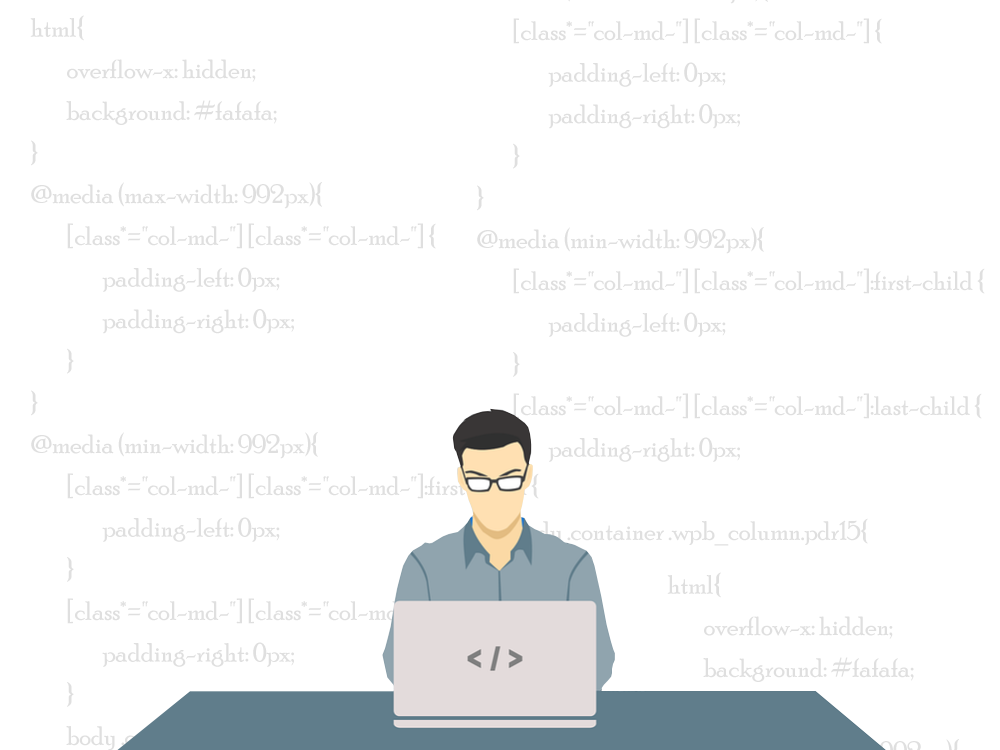 html{
overflow-x: hidden;
background: #fafafa;
}
@media (max-width: 992px){
[class*="col-md-"] [class*="col-md-"] {
padding-left: 0px;
padding-right: 0px;
}
}
@media (min-width: 992px){
[class*="col-md-"] [class*="col-md-"]:first {
padding-left: 0px;
}
[class*="col-md-"] [class*="col-md
padding-right: 0px;
}
body
[class*="col-md-"] [class*="col-md-"] {
padding-left: 0px;
padding-right: 0px;
}
}
@media (min-width: 992px){
[class*="col-md-"] [class*="col-md-"]:first-child {
padding-left: 0px;
}
[class*="col-md-"] [class*="col-md-"]:last-child {
padding-right: 0px;
.container .wpb_column.pdr15{
html{
overflow-x: hidden;
background: #fafafa;
</>